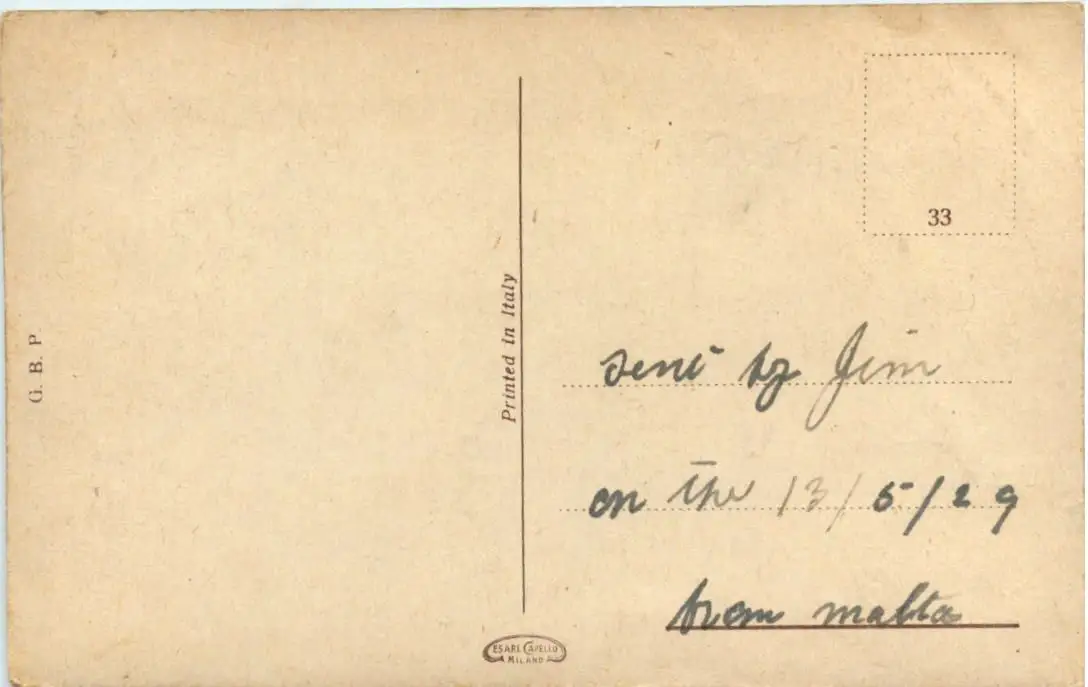 33
G. B. P.
Printed in Italy
sent by Jim
on the 13/5/29
from malta
CESARE CAPELLO
MILANO